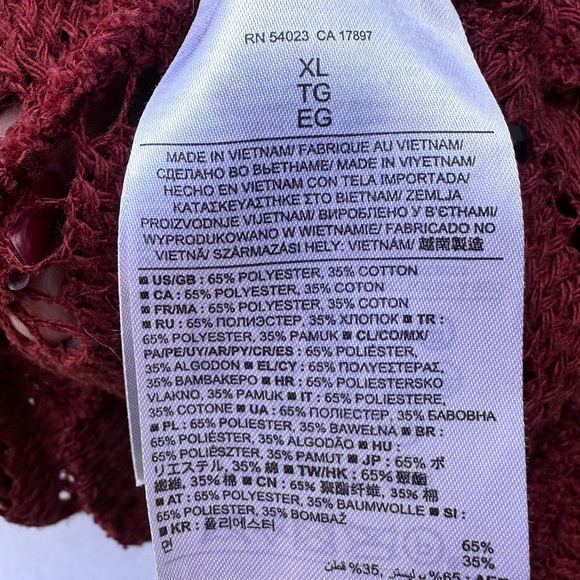 RN 54023 CA 17897
XL
TG
EG
MADE IN VIETNAM/ FABRIQUE AU VIETNAM/
СДЕЛАНО ВО ВЬЕТНАМЕ/ MADE IN VIYETNAM/
HECHO EN VIETNAM CON TELA IMPORTADA/
ΚΑΤΑΣΚΕΥΑΣΤΗΚΕ ΣΤΟ ΒΙΕΤΝΑΜ/ ZEMLJA
PROIZVODNJE VIJETNAM/ ВИРОБЛЕНО У В'ЄТНАМІ/
WYPRODUKOWANO W WIETNAMIE/ FABRICADO NO
VIETNÃ/ SZÁRMAZÁSI HELY: VIETNÁM/ 越南製造
■ US/GB : 65% POLYESTER, 35% COTTON
■ CA : 65% POLYESTER, 35% COTON
■ FR/MA : 65% POLYESTER, 35% COTON
■ RU : 65% ПОЛИЭСТЕР, 35% ХЛОПОК ■ TR :
65% POLYESTER, 35% PAMUK ■ CL/CO/MX/
PA/PE/UY/AR/PY/CR/ES : 65% POLIÉSTER,
35% ALGODON ■ EL/CY : 65% ΠΟΛΥΕΣΤΕΡΑΣ,
35% ΒΑΜΒΑΚΕΡΟ ■ HR : 65% POLIESTERSKO
VLAKNO, 35% PAMUK ■ IT : 65% POLIESTERE,
35% COTONE ■ UA : 65% ПОЛІЕСТЕР, 35% БАВОВНА
■ PL : 65% POLIESTER, 35% BAWEŁNA ■ BR :
65% POLIÉSTER, 35% ALGODÃO ■ HU :
65% POLIÉSZTER, 35% PAMUT ■ JP : 65% ポ
リエステル, 35% 綿 ■ TW/HK : 65% 聚酯
纖維, 35% 棉 ■ CN : 65% 聚酯纤维, 35% 棉
■ AT : 65% POLYESTER, 35% BAUMWOLLE ■ SI :
65% POLIESTER, 35% BOMBAŽ
■ KR : 폴리에스터 65%
면 35%
65% بوليستر, 35% قطن